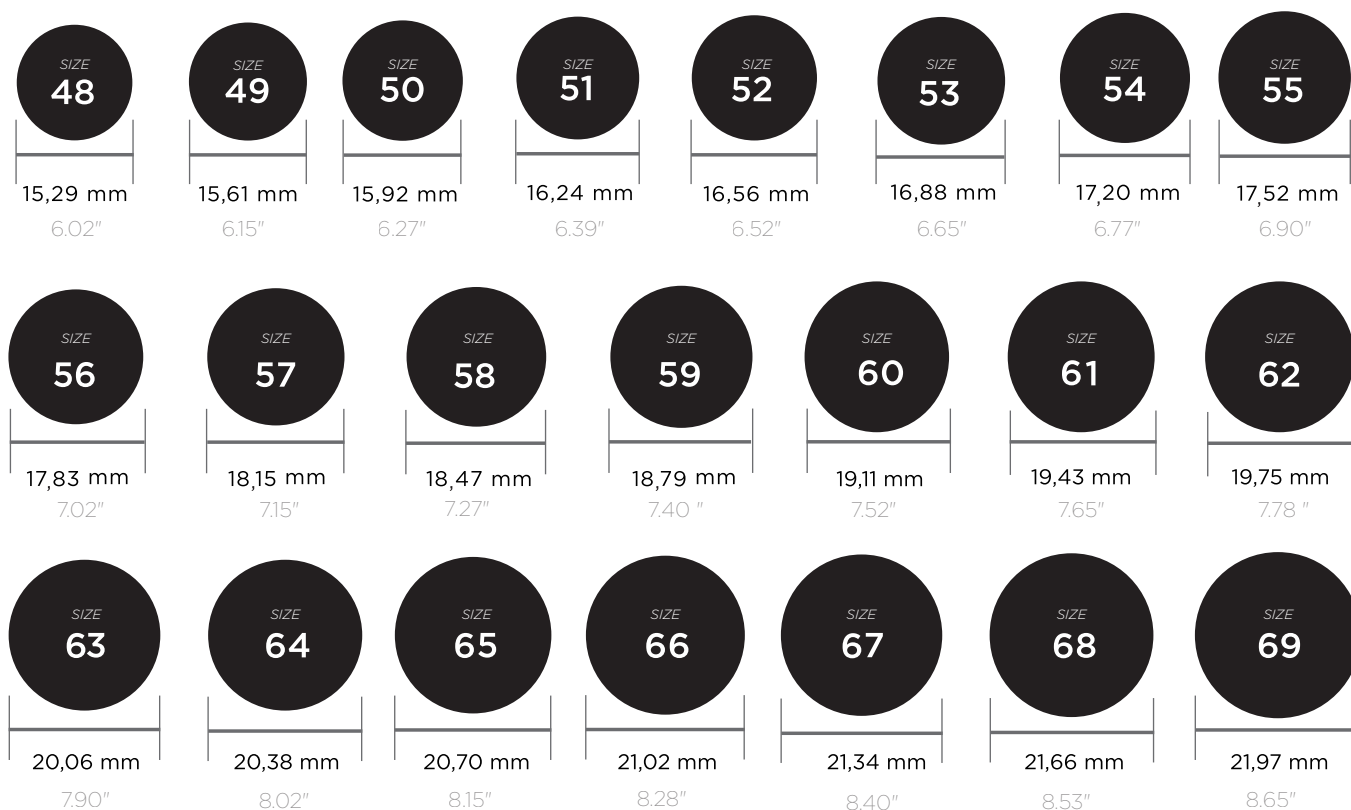 SIZE SIZE SIZE SIZE SIZE SIZE SIZE SIZE
48 49 50 51 52 53 54 55
15,29 mm 15,61 mm 15,92 mm 16,24 mm 16,56 mm 16,88 mm 17,20 mm 17,52 mm
6.02" 6.15" 6.27" 6.39" 6.52" 6.65" 6.77" 6.90"
SIZE SIZE SIZE SIZE SIZE SIZE SIZE
56 57 58 59 60 61 62
17,83 mm 18,15 mm 18,47 mm 18,79 mm 19,11 mm 19,43 mm 19,75 mm
7.02" 7.15" 7.27" 7.40 " 7.52" 7.65" 7.78 "
SIZE SIZE SIZE SIZE SIZE SIZE SIZE
63 64 65 66 67 68 69
20,06 mm 20,38 mm 20,70 mm 21,02 mm 21,34 mm 21,66 mm 21,97 mm
7.90" 8.02" 8.15" 8.28" 8.40" 8.53" 8.65"